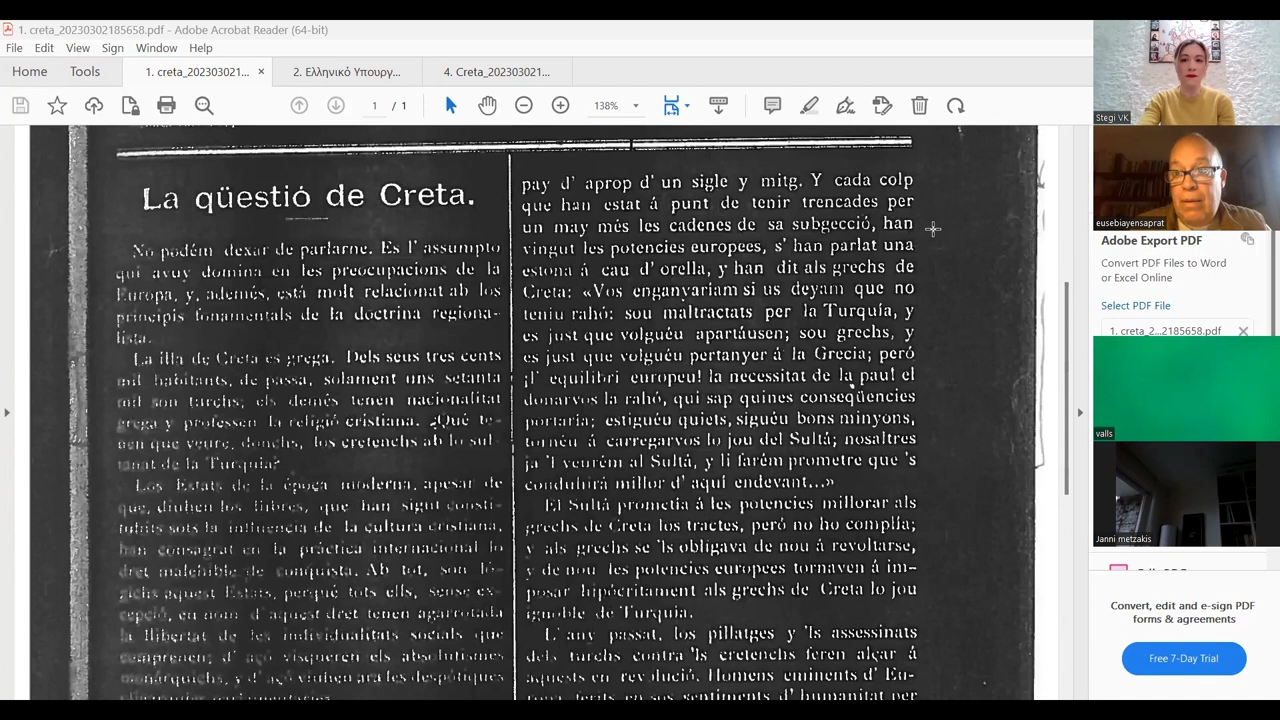 1. creta_20230302185658.pdf - Adobe Acrobat Reader (64-bit)
File Edit View Sign Window Help
Home Tools 1. creta_202303021... × 2. Ελληνικό Υπουργ... 4. Creta_202303021...
1 / 1 138%
La qüestió de Creta.
No podém dexar de parlarne. Es l' assumpto
qui avuy domina en les preocupacions de la
Europa, y, además, está molt relacionat ab los
principis fonamentals de la doctrina regiona-
lista.
La illa de Creta es grega. Dels seus tres cents
mil habitants, de passa, solament uns setanta
mil son turchs; els demés tenen nacionalitat
grega y professen la religió cristiana. ¿Qué te-
nen que veure, donchs, los cretenchs ab lo sul-
tanat de la Turquía?
Los Estats de la época moderna, apesar de
que, diuhen los llibres, que han sigut consti-
tuhits sots la influencia de la cultura cristiana,
han consagrat en la práctica internacional lo
dret malehible de conquista. Ab tot, son lé-
gichs aquest Estats, perqué tots ells, sense ex-
cepció, en nom d' aquest dret tenen agarrotada
la llibertat de les individualitats socials que
comprenen; d' açó visqueren els absolutismes
monárquichs, y d' açó viuhen ara les despótiques
pay d' aprop d' un sigle y mitg. Y cada colp
que han estat á punt de tenir trencades per
un may més les cadenes de sa subgecció, han
vingut les potencies europees, s' han parlat una
estona á cau d' orella, y han dit als grechs de
Creta: «Vos enganyariam si us deyam que no
teniu rahó: sou maltractats per la Turquía, y
es just que volguéu apartáusen; sou grechs, y
es just que volguéu pertanyer á la Grecia; peró
¡l' equilibri europeu! la necessitat de la pau! el
donarvos la rahó, qui sap quines conseqüencies
portaria; estiguéu quiets, siguéu bons minyons,
tornéu á carregarvos lo jou del Sultá; nosaltres
ja 'l veurém al Sultá, y li farém prometre que 's
conduhirá millor d' aquí endevant...»
El Sultá prometia á les potencies millorar als
grechs de Creta los tractes, peró no ho complia;
y als grechs se 'ls obligava de nou á revoltarse,
y de nou les potencies europees tornaven á im-
posar hipócritament als grechs de Creta lo jou
ignoble de Turquia.
L' any passat, los pillatges y 'ls assessinats
dels turchs contra 'ls cretenchs feren alçar á
aquests en revolució. Homens eminents d' Eu-
ropa, ferits en sos sentiments d' humanitat per
Stegi VK
eusebiayensaprat
Adobe Export PDF
Convert PDF Files to Word
or Excel Online
Select PDF File
1. creta_2...2185658.pdf ×
valls
Janni metzakis
Convert, edit and e-sign PDF
forms & agreements
Free 7-Day Trial